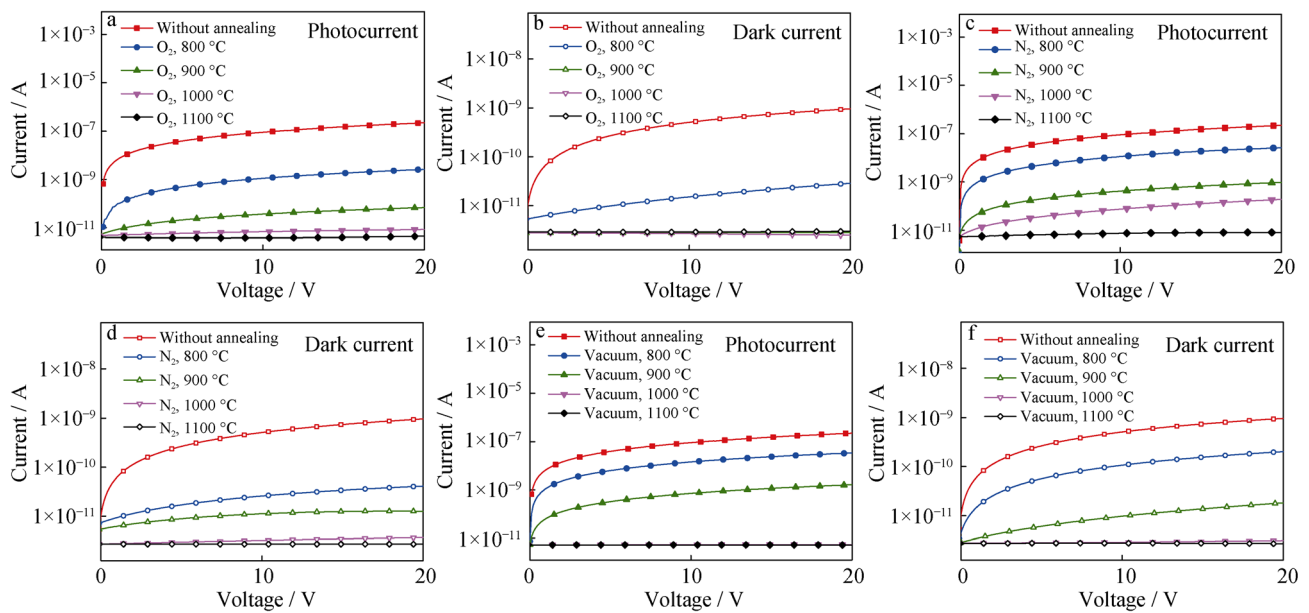 a
Without annealing
Photocurrent
O₂, 800 °C
O₂, 900 °C
O₂, 1000 °C
O₂, 1100 °C
1×10⁻³
1×10⁻⁵
1×10⁻⁷
1×10⁻⁹
1×10⁻¹¹
Current / A
0
10
20
Voltage / V
b
Without annealing
Dark current
O₂, 800 °C
O₂, 900 °C
O₂, 1000 °C
O₂, 1100 °C
1×10⁻⁸
1×10⁻⁹
1×10⁻¹⁰
1×10⁻¹¹
Current / A
0
10
20
Voltage / V
c
Without annealing
Photocurrent
N₂, 800 °C
N₂, 900 °C
N₂, 1000 °C
N₂, 1100 °C
1×10⁻³
1×10⁻⁵
1×10⁻⁷
1×10⁻⁹
1×10⁻¹¹
Current / A
0
10
20
Voltage / V
d
Without annealing
Dark current
N₂, 800 °C
N₂, 900 °C
N₂, 1000 °C
N₂, 1100 °C
1×10⁻⁸
1×10⁻⁹
1×10⁻¹⁰
1×10⁻¹¹
Current / A
0
10
20
Voltage / V
e
Without annealing
Photocurrent
Vacuum, 800 °C
Vacuum, 900 °C
Vacuum, 1000 °C
Vacuum, 1100 °C
1×10⁻³
1×10⁻⁵
1×10⁻⁷
1×10⁻⁹
1×10⁻¹¹
Current / A
0
10
20
Voltage / V
f
Without annealing
Dark current
Vacuum, 800 °C
Vacuum, 900 °C
Vacuum, 1000 °C
Vacuum, 1100 °C
1×10⁻⁸
1×10⁻⁹
1×10⁻¹⁰
1×10⁻¹¹
Current / A
0
10
20
Voltage / V